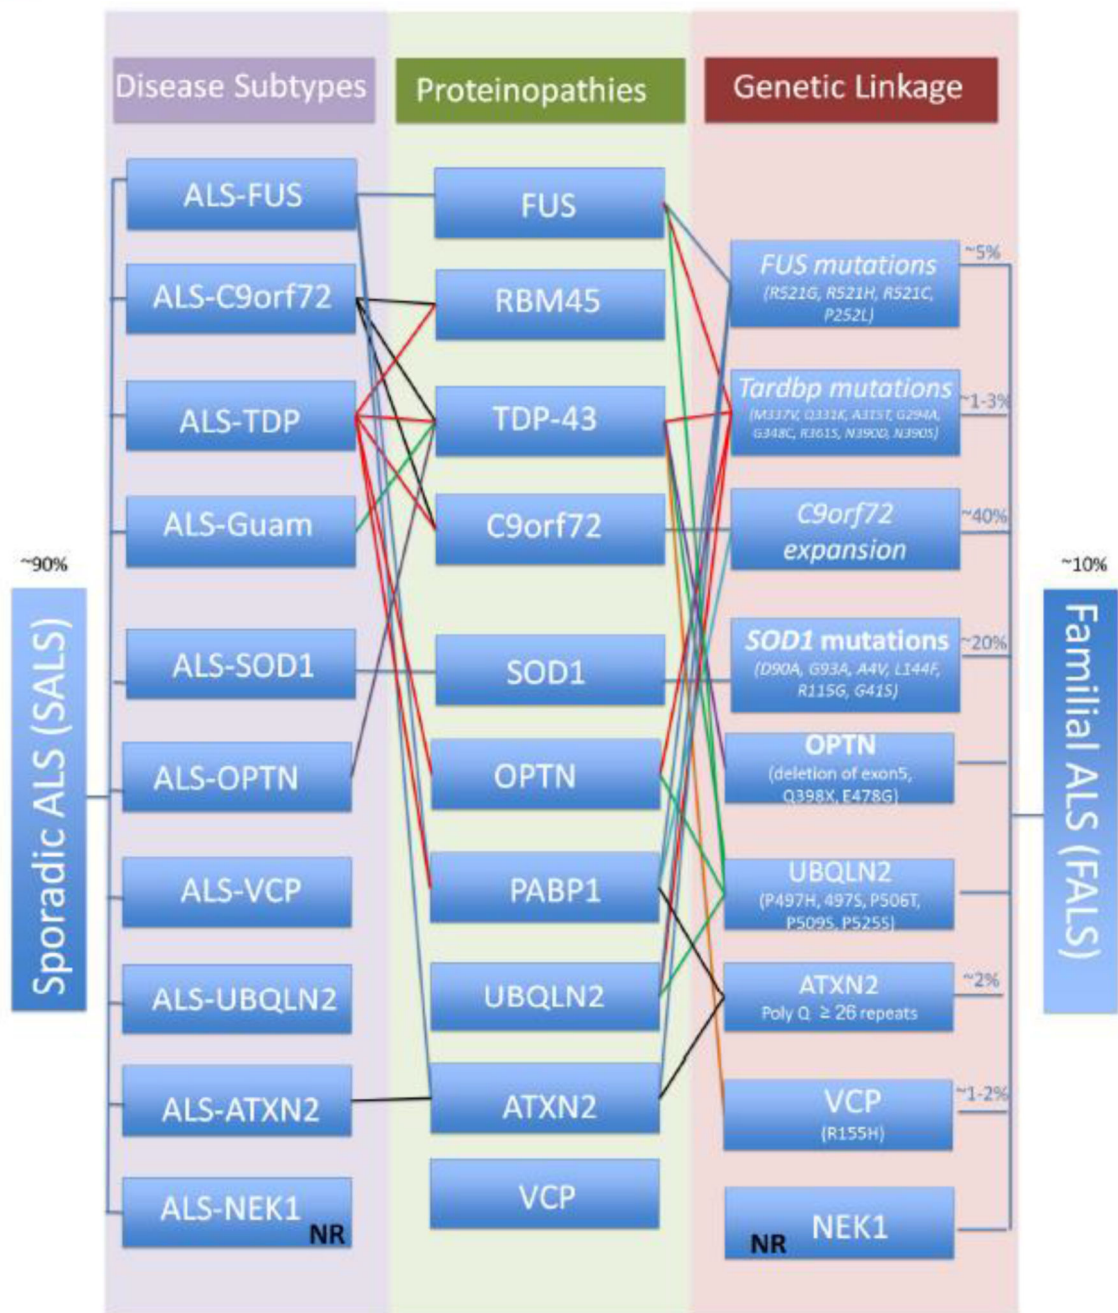 Disease Subtypes
Proteinopathies
Genetic Linkage
~90%
Sporadic ALS (SALS)
ALS-FUS
ALS-C9orf72
ALS-TDP
ALS-Guam
ALS-SOD1
ALS-OPTN
ALS-VCP
ALS-UBQLN2
ALS-ATXN2
ALS-NEK1
NR
FUS
RBM45
TDP-43
C9orf72
SOD1
OPTN
PABP1
UBQLN2
ATXN2
VCP
FUS mutations
(R521G, R521H, R521C,
P252L)
~5%
Tardbp mutations
(M337V, Q331K, A315T, G294A,
G348C, R361S, N390D, N390S)
~1-3%
C9orf72
expansion
~40%
SOD1 mutations
(D90A, G93A, A4V, L144F,
R115G, G41S)
~20%
OPTN
(deletion of exon5,
Q398X, E478G)
UBQLN2
(P497H, 497S, P506T,
P509S, P525S)
ATXN2
Poly Q ≥ 26 repeats
~2%
VCP
(R155H)
~1-2%
NEK1
NR
~10%
Familial ALS (FALS)